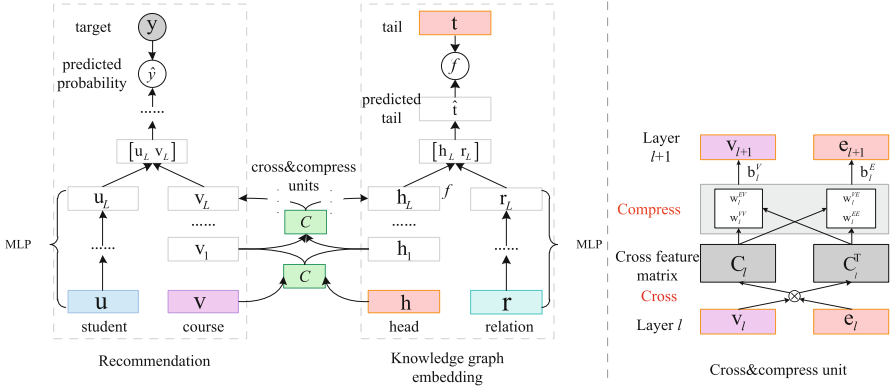 target
y
predicted
probability
ŷ
......
[u_L v_L]
u_L
v_L
......
......
v_1
MLP
u
v
student
course
Recommendation
cross&compress
units
C
C
tail
t
f
predicted
tail
t̂
[h_L r_L]
f
h_L
r_L
......
......
h_1
MLP
h
r
head
relation
Knowledge graph
embedding
Layer
l+1
v_{l+1}
e_{l+1}
b_l^V
b_l^E
Compress
w_l^{EV}
w_l^{VV}
w_l^{VE}
w_l^{EE}
Cross feature
matrix
C_l
C_l^T
Cross
⊗
Layer l
v_l
e_l
Cross&compress unit